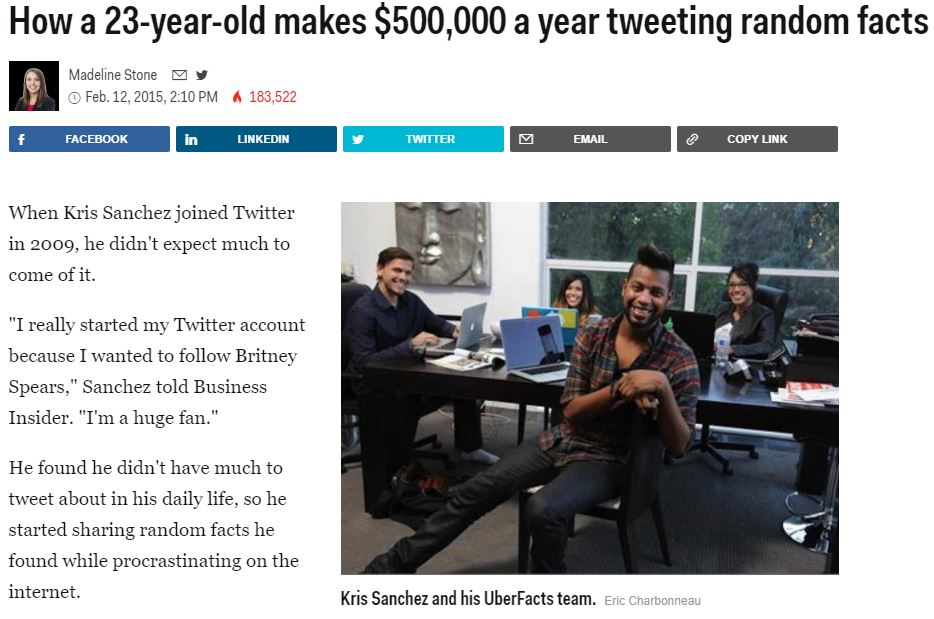 How a 23-year-old makes $500,000 a year tweeting random facts
Madeline Stone
Feb. 12, 2015, 2:10 PM 183,522
FACEBOOK
LINKEDIN
TWITTER
EMAIL
COPY LINK
When Kris Sanchez joined Twitter
in 2009, he didn't expect much to
come of it.
"I really started my Twitter account
because I wanted to follow Britney
Spears," Sanchez told Business
Insider. "I'm a huge fan."
He found he didn't have much to
tweet about in his daily life, so he
started sharing random facts he
found while procrastinating on the
internet.
Kris Sanchez and his UberFacts team. Eric Charbonneau